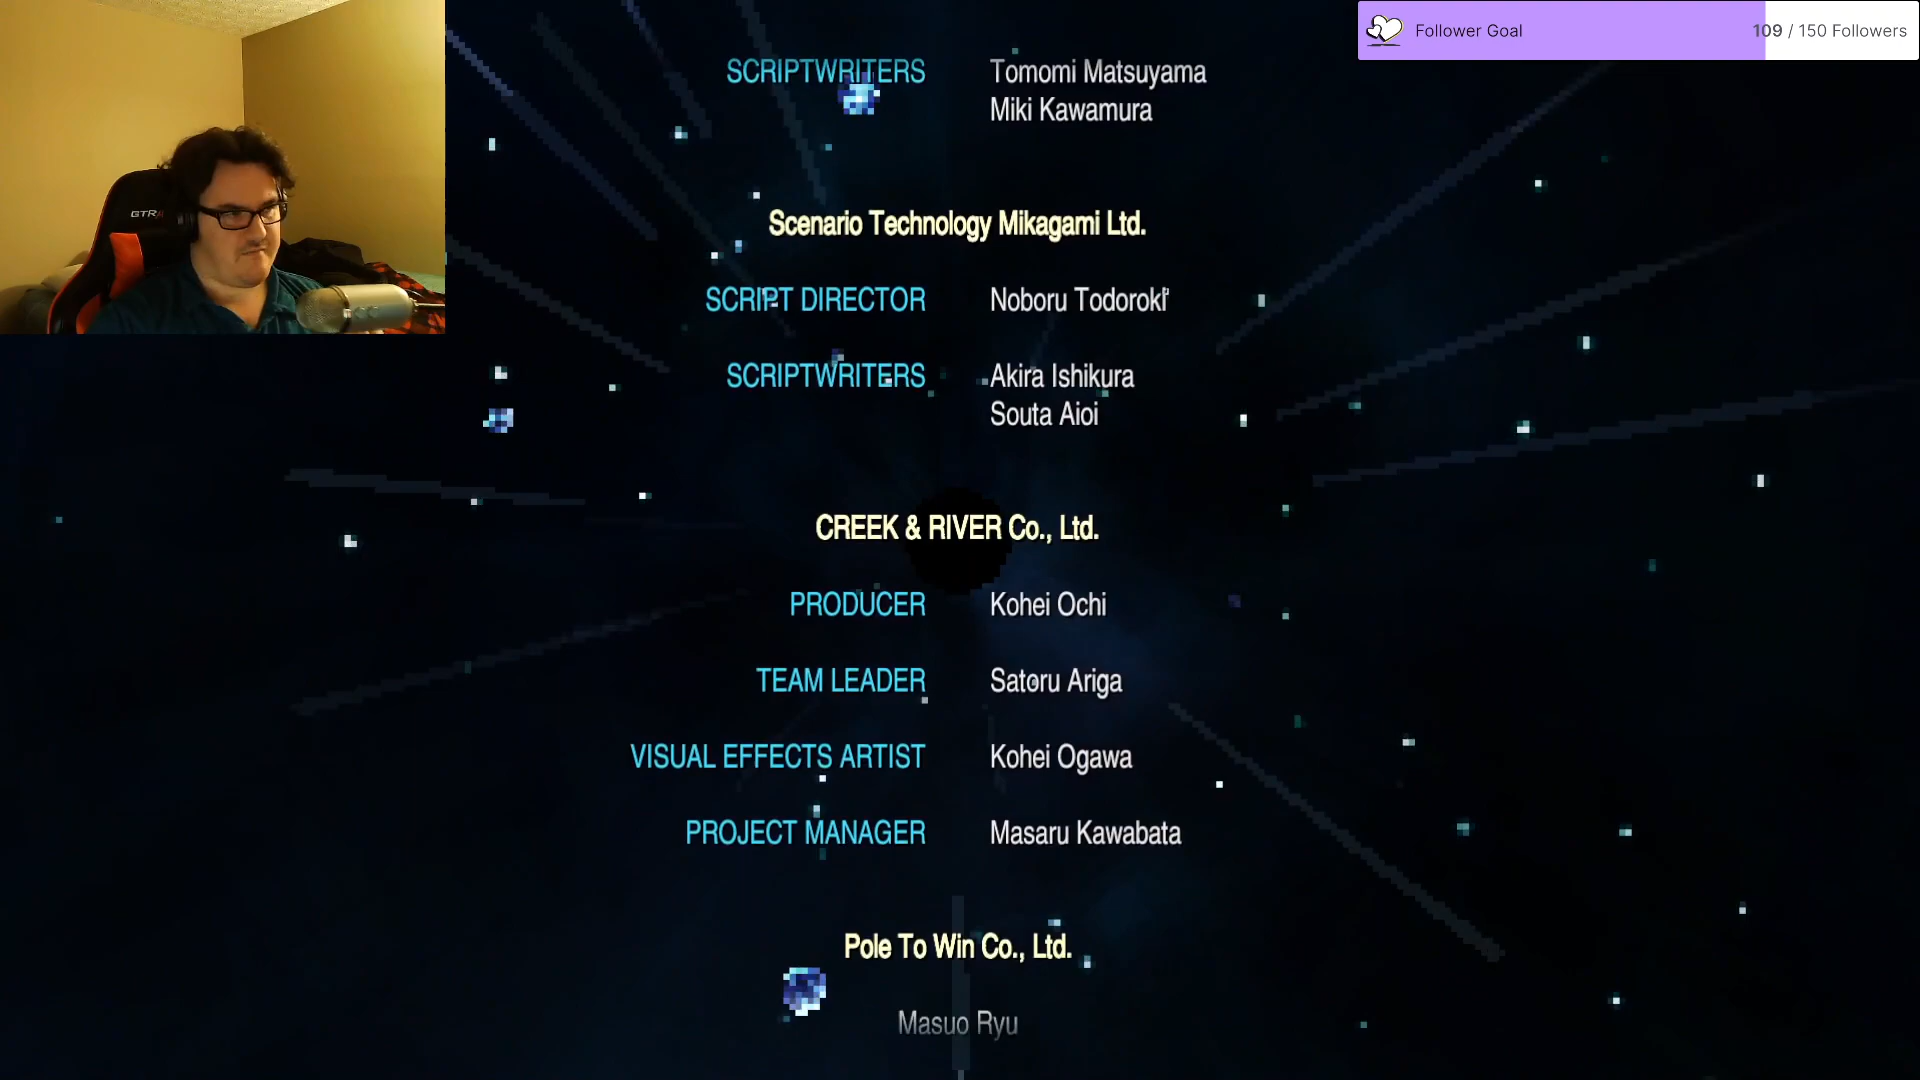 Follower Goal 109 / 150 Followers
SCRIPTWRITERS Tomomi Matsuyama
Miki Kawamura
GTR
Scenario Technology Mikagami Ltd.
SCRIPT DIRECTOR Noboru Todoroki
SCRIPTWRITERS Akira Ishikura
Souta Aioi
CREEK & RIVER Co., Ltd.
PRODUCER Kohei Ochi
TEAM LEADER Satoru Ariga
VISUAL EFFECTS ARTIST Kohei Ogawa
PROJECT MANAGER Masaru Kawabata
Pole To Win Co., Ltd.
Masuo Ryu